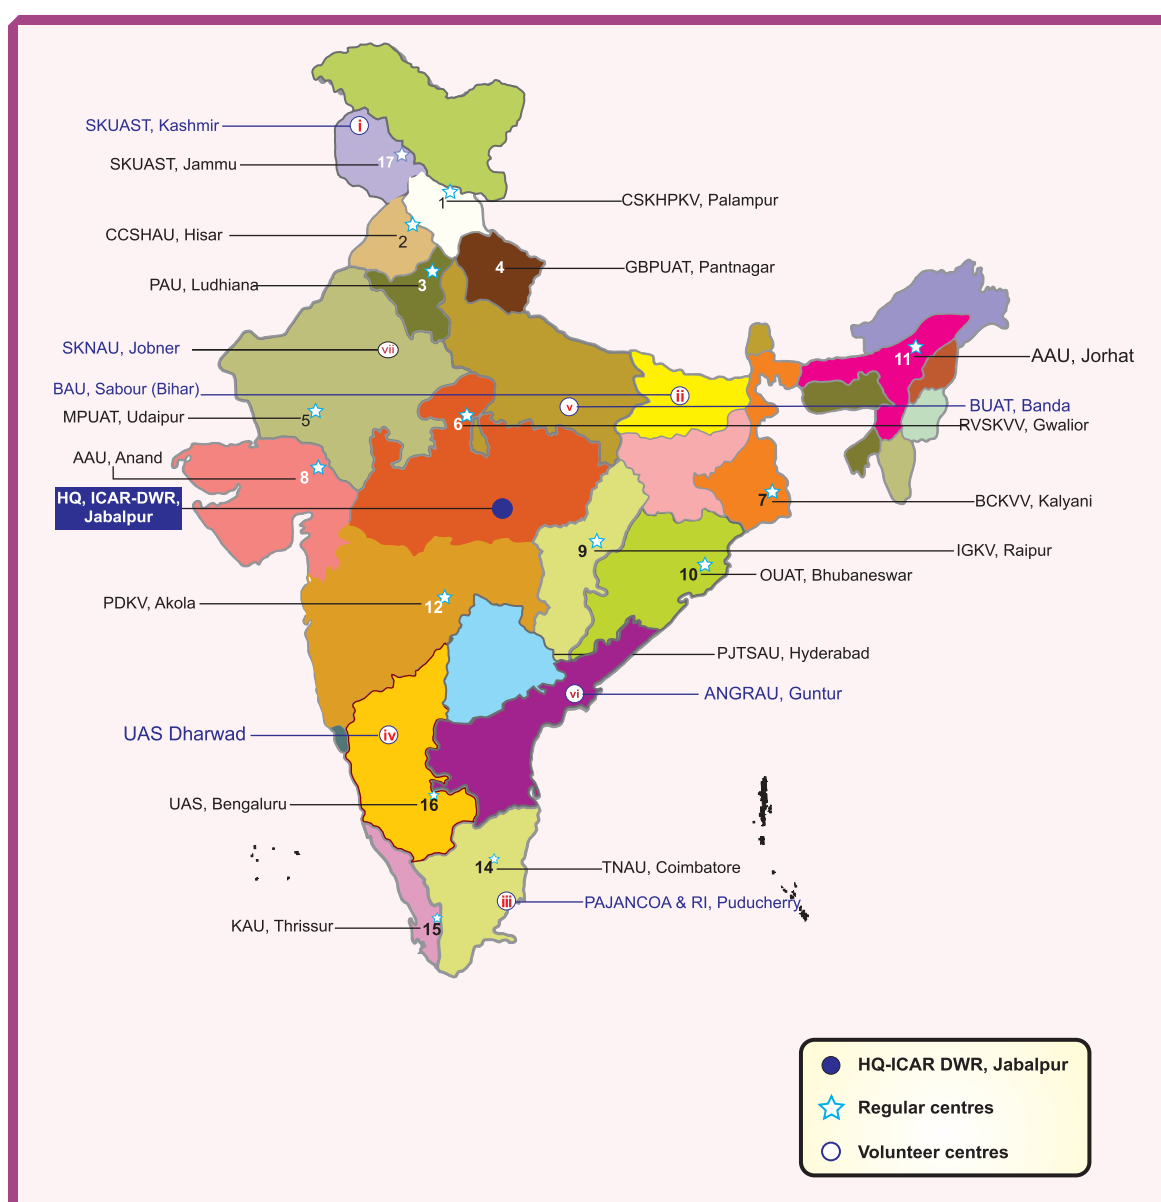 SKUAST, Kashmir
i
SKUAST, Jammu
17
1
CSKHPKV, Palampur
CCSHAU, Hisar
2
4
GBPUAT, Pantnagar
PAU, Ludhiana
3
SKNAU, Jobner
vii
11
AAU, Jorhat
BAU, Sabour (Bihar)
ii
v
BUAT, Banda
MPUAT, Udaipur
5
6
RVSKVV, Gwalior
AAU, Anand
8
HQ, ICAR-DWR,
Jabalpur
7
BCKVV, Kalyani
9
IGKV, Raipur
10
OUAT, Bhubaneswar
PDKV, Akola
12
PJTSAU, Hyderabad
vi
ANGRAU, Guntur
UAS Dharwad
iv
UAS, Bengaluru
16
14
TNAU, Coimbatore
iii
PAJANCOA & RI, Puducherry
KAU, Thrissur
15
HQ-ICAR DWR, Jabalpur
Regular centres
Volunteer centres